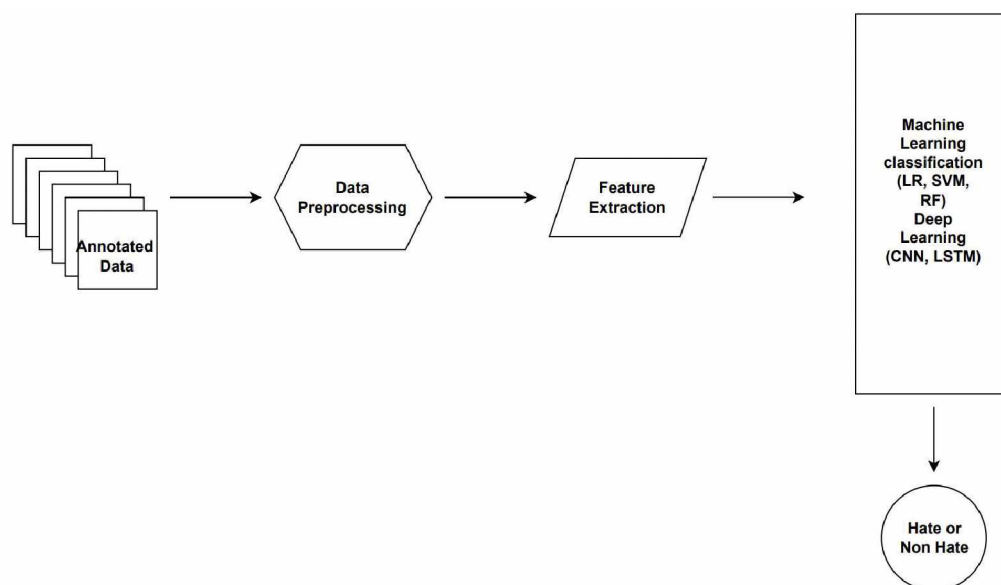 Annotated
Data
Data
Preprocessing
Feature
Extraction
Machine
Learning
classification
(LR, SVM,
RF)
Deep
Learning
(CNN, LSTM)
Hate or
Non Hate